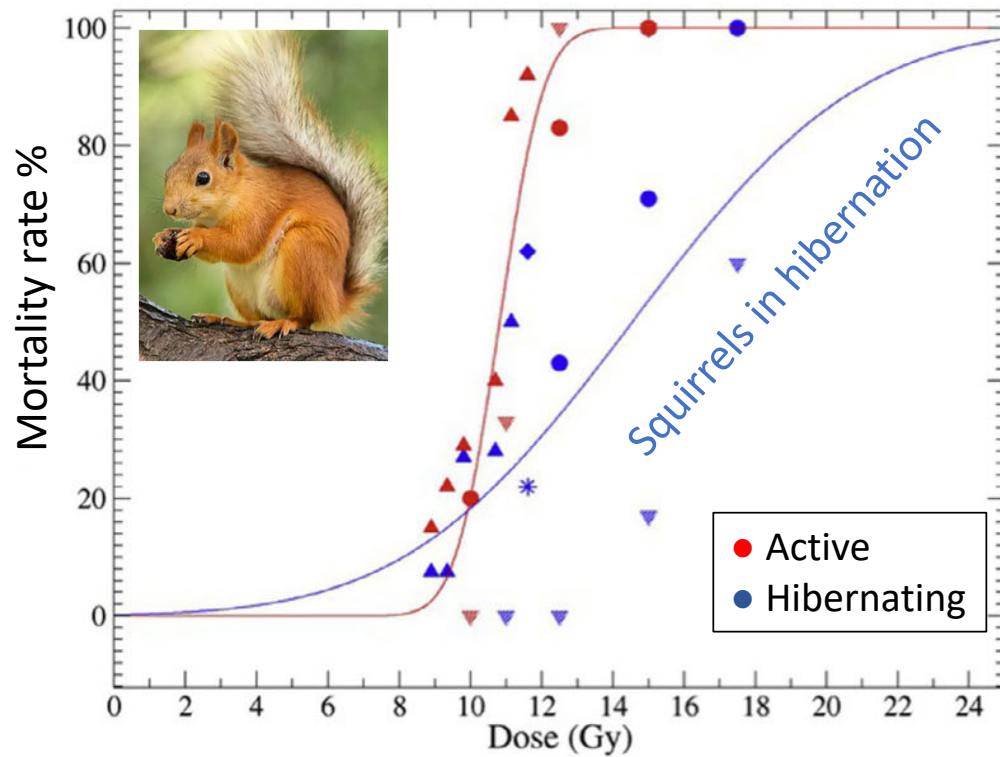 Mortality rate %
100
80
60
40
20
0
0 2 4 6 8 10 12 14 16 18 20 22 24
Dose (Gy)
Squirrels in hibernation
Active
Hibernating